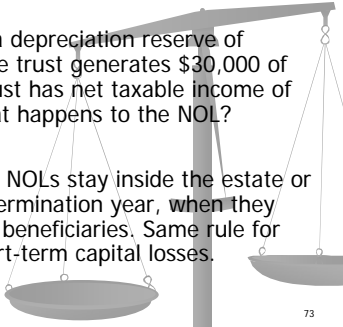 depreciation reserve of
e trust generates $30,000 of
ust has net taxable income of
at happens to the NOL?
NOLs stay inside the estate or
ermination year, when they
beneficiaries. Same rule for
rt-term capital losses.
73